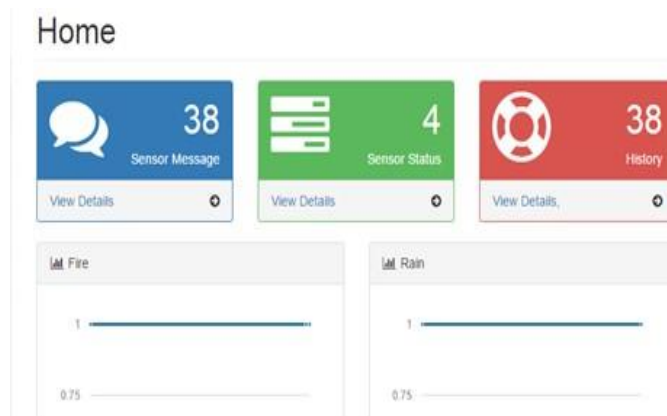 Home
38
Sensor Message
View Details
4
Sensor Status
View Details
38
History
View Details.
Fire
1
0.75
Rain
1
0.75